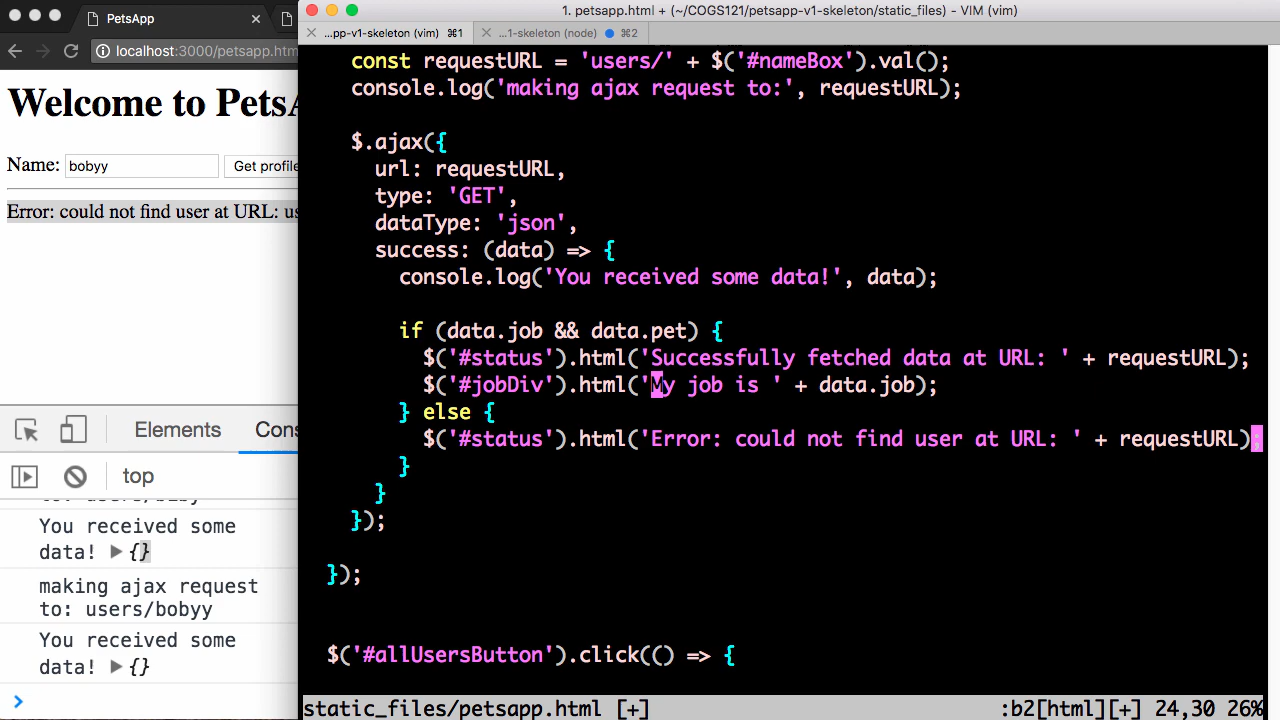 PetsApp
localhost:3000/petsapp.htm
Welcome to PetsA
Name: bobyy Get profile
Error: could not find user at URL: us
Elements Cons
top
to: users/biby
You received some
data! ▶ {}
making ajax request
to: users/bobyy
You received some
data! ▶ {}
>
1. petsapp.html + (~/COGS121/petsapp-v1-skeleton/static_files) - VIM (vim)
...pp-v1-skeleton (vim) ⌘1 ...1-skeleton (node) ⌘2
const requestURL = 'users/' + $('#nameBox').val();
console.log('making ajax request to:', requestURL);
$.ajax({
url: requestURL,
type: 'GET',
dataType: 'json',
success: (data) => {
console.log('You received some data!', data);
if (data.job && data.pet) {
$('#status').html('Successfully fetched data at URL: ' + requestURL);
$('#jobDiv').html('My job is ' + data.job);
} else {
$('#status').html('Error: could not find user at URL: ' + requestURL);
}
}
});
});
$('#allUsersButton').click(() => {
static_files/petsapp.html [+] :b2[html][+] 24,30 26%